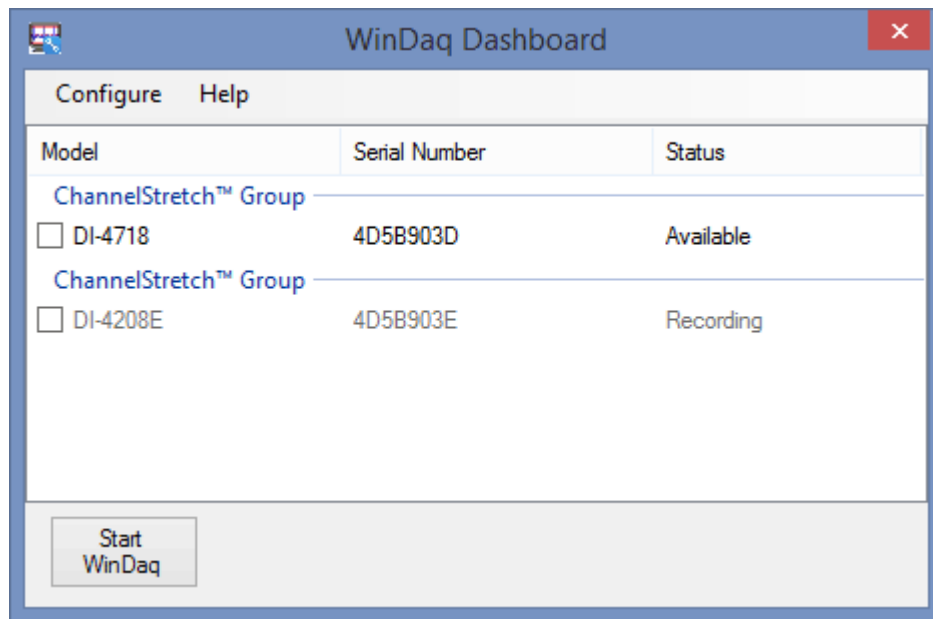 WinDaq Dashboard
Configure Help
Model Serial Number Status
ChannelStretch™ Group
DI-4718 4D5B903D Available
ChannelStretch™ Group
DI-4208E 4D5B903E Recording
Start
WinDaq